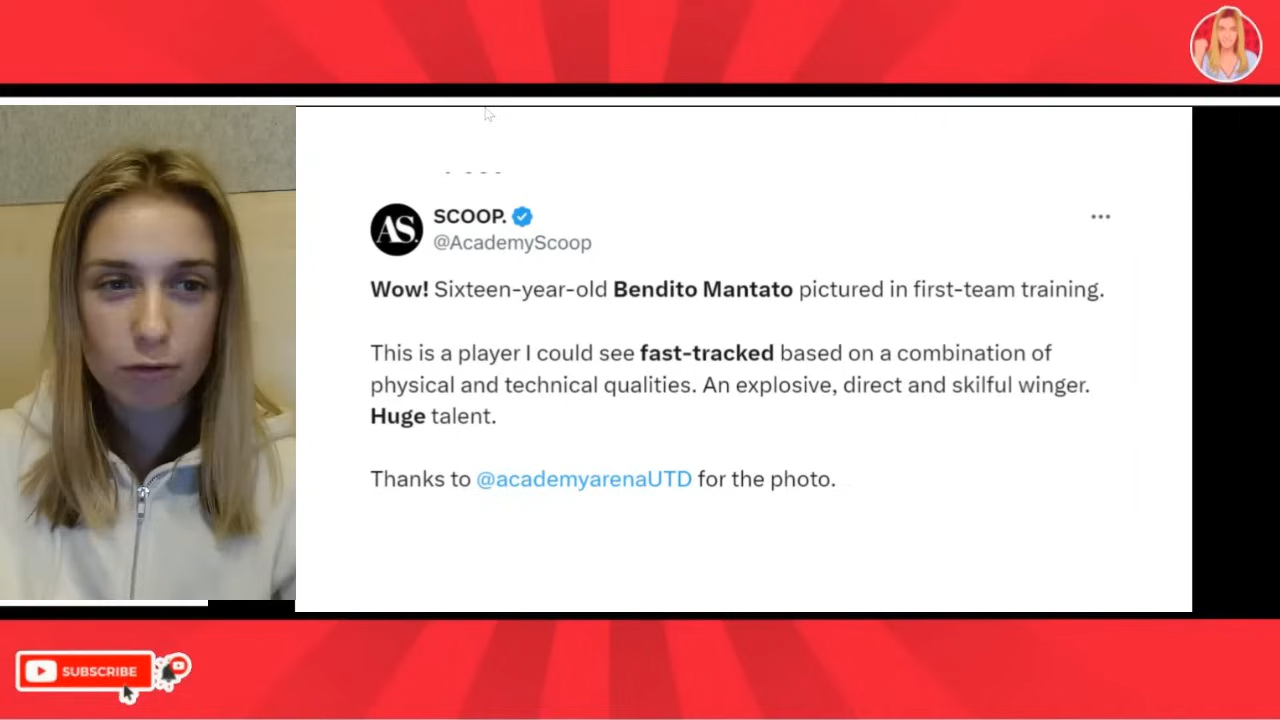 AS.
SCOOP.
@AcademyScoop
Wow! Sixteen-year-old Bendito Mantato pictured in first-team training.
This is a player I could see fast-tracked based on a combination of
physical and technical qualities. An explosive, direct and skilful winger.
Huge talent.
Thanks to @academyarenaUTD for the photo.
SUBSCRIBE